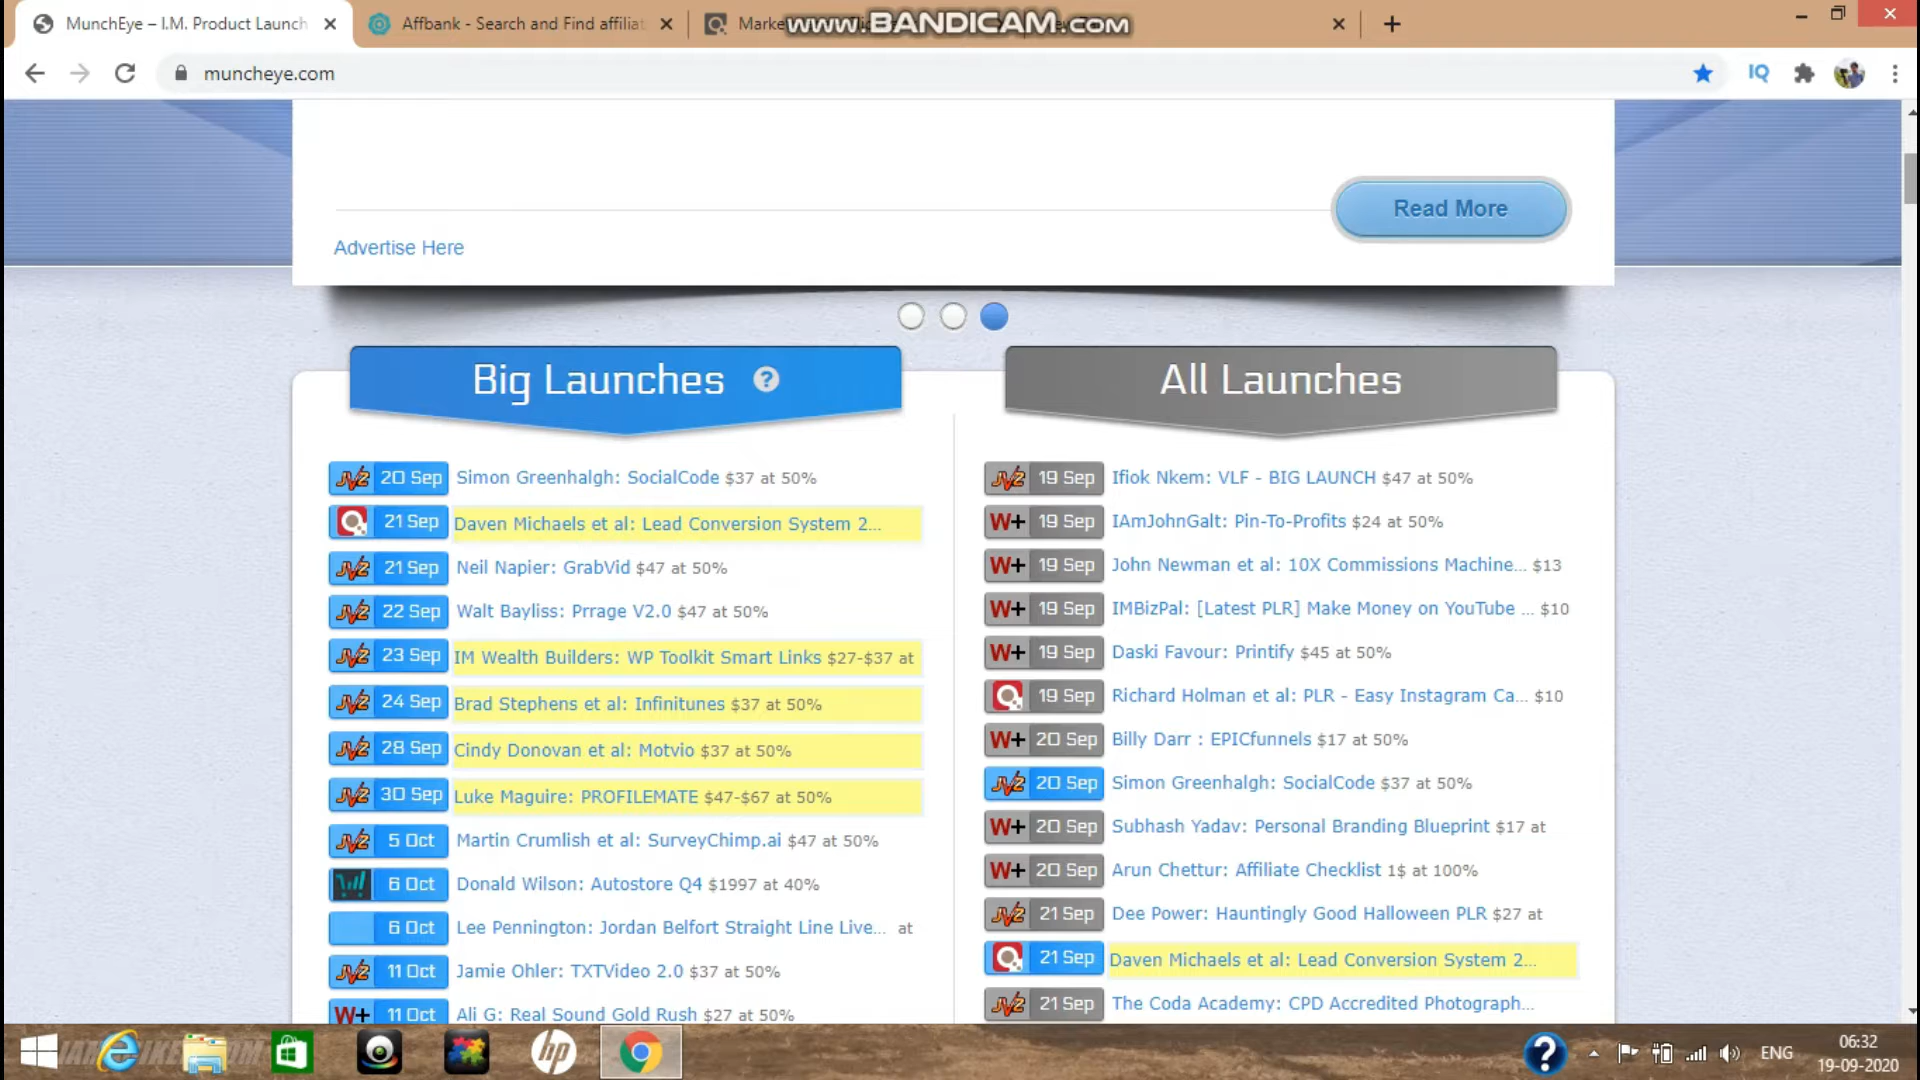 MunchEye – I.M. Product Launch
Affbank - Search and Find affiliat
Marke
www.BANDICAM.com
muncheye.com
IQ
Read More
Advertise Here
Big Launches ?
All Launches
JVZ 20 Sep Simon Greenhalgh: SocialCode $37 at 50%
21 Sep Daven Michaels et al: Lead Conversion System 2...
JVZ 21 Sep Neil Napier: GrabVid $47 at 50%
JVZ 22 Sep Walt Bayliss: Prrage V2.0 $47 at 50%
JVZ 23 Sep IM Wealth Builders: WP Toolkit Smart Links $27-$37 at
JVZ 24 Sep Brad Stephens et al: Infinitunes $37 at 50%
JVZ 28 Sep Cindy Donovan et al: Motvio $37 at 50%
JVZ 30 Sep Luke Maguire: PROFILEMATE $47-$67 at 50%
JVZ 5 Oct Martin Crumlish et al: SurveyChimp.ai $47 at 50%
6 Oct Donald Wilson: Autostore Q4 $1997 at 40%
6 Oct Lee Pennington: Jordan Belfort Straight Line Live... at
JVZ 11 Oct Jamie Ohler: TXTVideo 2.0 $37 at 50%
W+ 11 Oct Ali G: Real Sound Gold Rush $27 at 50%
JVZ 19 Sep Ifiok Nkem: VLF - BIG LAUNCH $47 at 50%
W+ 19 Sep IAmJohnGalt: Pin-To-Profits $24 at 50%
W+ 19 Sep John Newman et al: 10X Commissions Machine... $13
W+ 19 Sep IMBizPal: [Latest PLR] Make Money on YouTube ... $10
W+ 19 Sep Daski Favour: Printify $45 at 50%
19 Sep Richard Holman et al: PLR - Easy Instagram Ca... $10
W+ 20 Sep Billy Darr : EPICfunnels $17 at 50%
JVZ 20 Sep Simon Greenhalgh: SocialCode $37 at 50%
W+ 20 Sep Subhash Yadav: Personal Branding Blueprint $17 at
W+ 20 Sep Arun Chettur: Affiliate Checklist 1$ at 100%
JVZ 21 Sep Dee Power: Hauntingly Good Halloween PLR $27 at
21 Sep Daven Michaels et al: Lead Conversion System 2...
JVZ 21 Sep The Coda Academy: CPD Accredited Photograph...
hp
?
ENG
06:32
19-09-2020